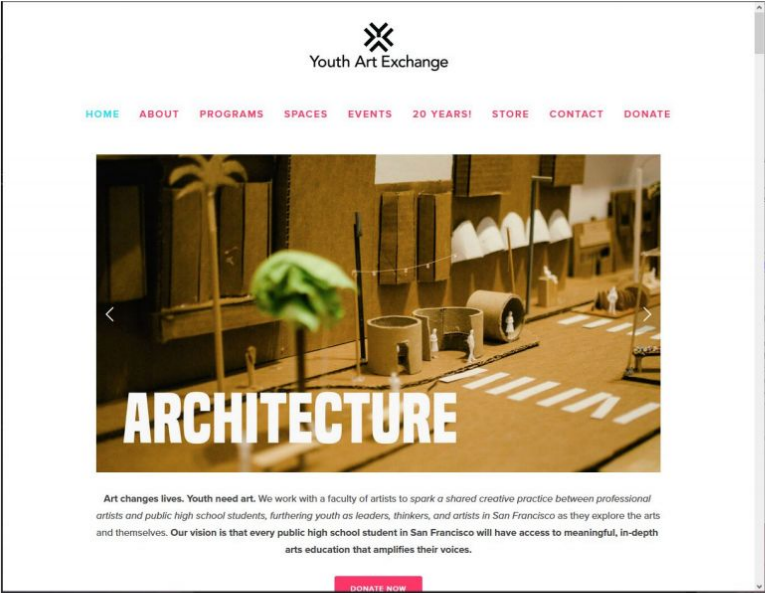 Youth Art Exchange
HOME ABOUT PROGRAMS SPACES EVENTS 20 YEARS! STORE CONTACT DONATE
ARCHITECTURE
Art changes lives. Youth need art. We work with a faculty of artists to spark a shared creative practice between professional
artists and public high school students, furthering youth as leaders, thinkers, and artists in San Francisco as they explore the arts
and themselves. Our vision is that every public high school student in San Francisco will have access to meaningful, in-depth
arts education that amplifies their voices.
DONATE NOW